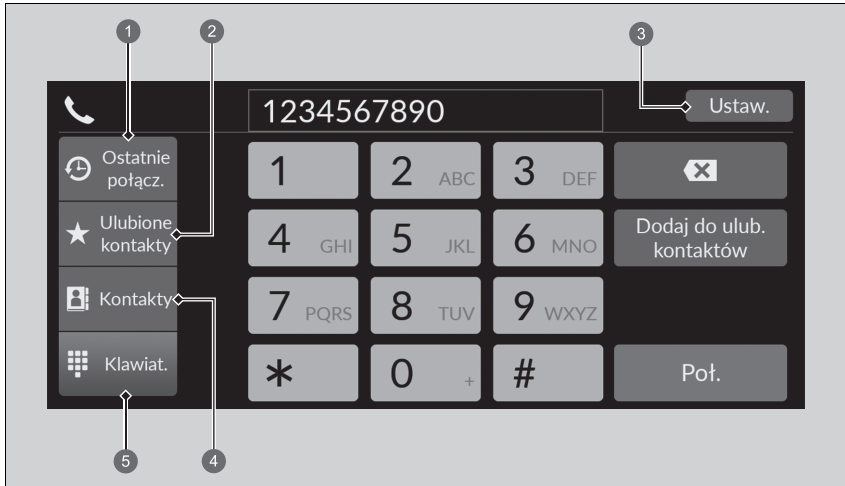 1 2 3
1234567890 Ustaw.
Ostatnie
połącz.
Ulubione
kontakty
Kontakty
Klawiat.
1 2 ABC 3 DEF
4 GHI 5 JKL 6 MNO
7 PQRS 8 TUV 9 WXYZ
* 0 + #
Dodaj do ulub.
kontaktów
Poł.
5 4